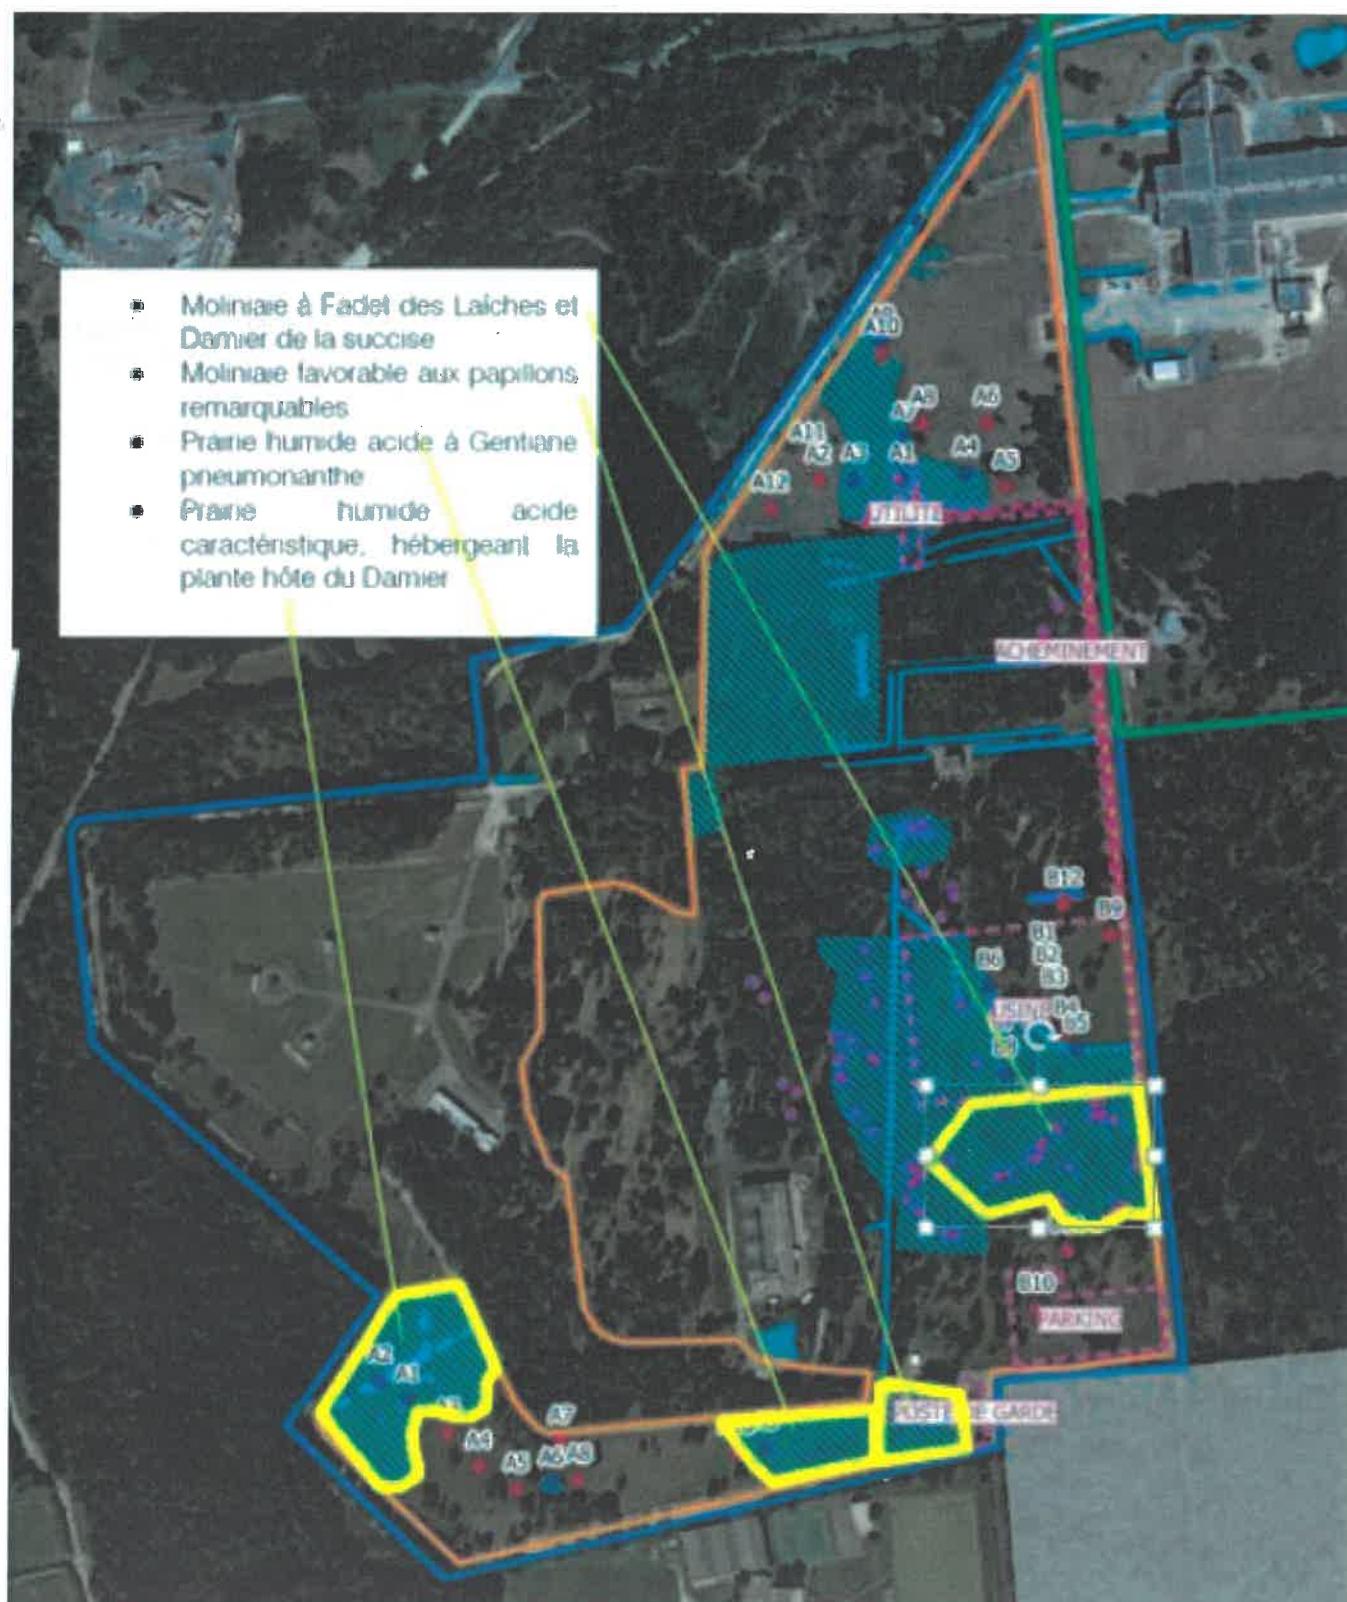 Moliniaie à Fadet des Laîches et
Damier de la succise
Moliniaie favorable aux papillons
remarquables
Prairie humide acide à Gentiane
pneumonanthe
Prairie humide acide
caractéristique, hébergeant la
plante hôte du Damier
A10
A8
A6
A7
A11
A2
A3
A1
A4
A5
A12
UTILITE
ACHEMINEMENT
B12
B9
B1
B2
B6
B3
B4
B5
B10
PARKING
POSTE DE GARDE
A2
A1
A7
A4
A5
A6
A8